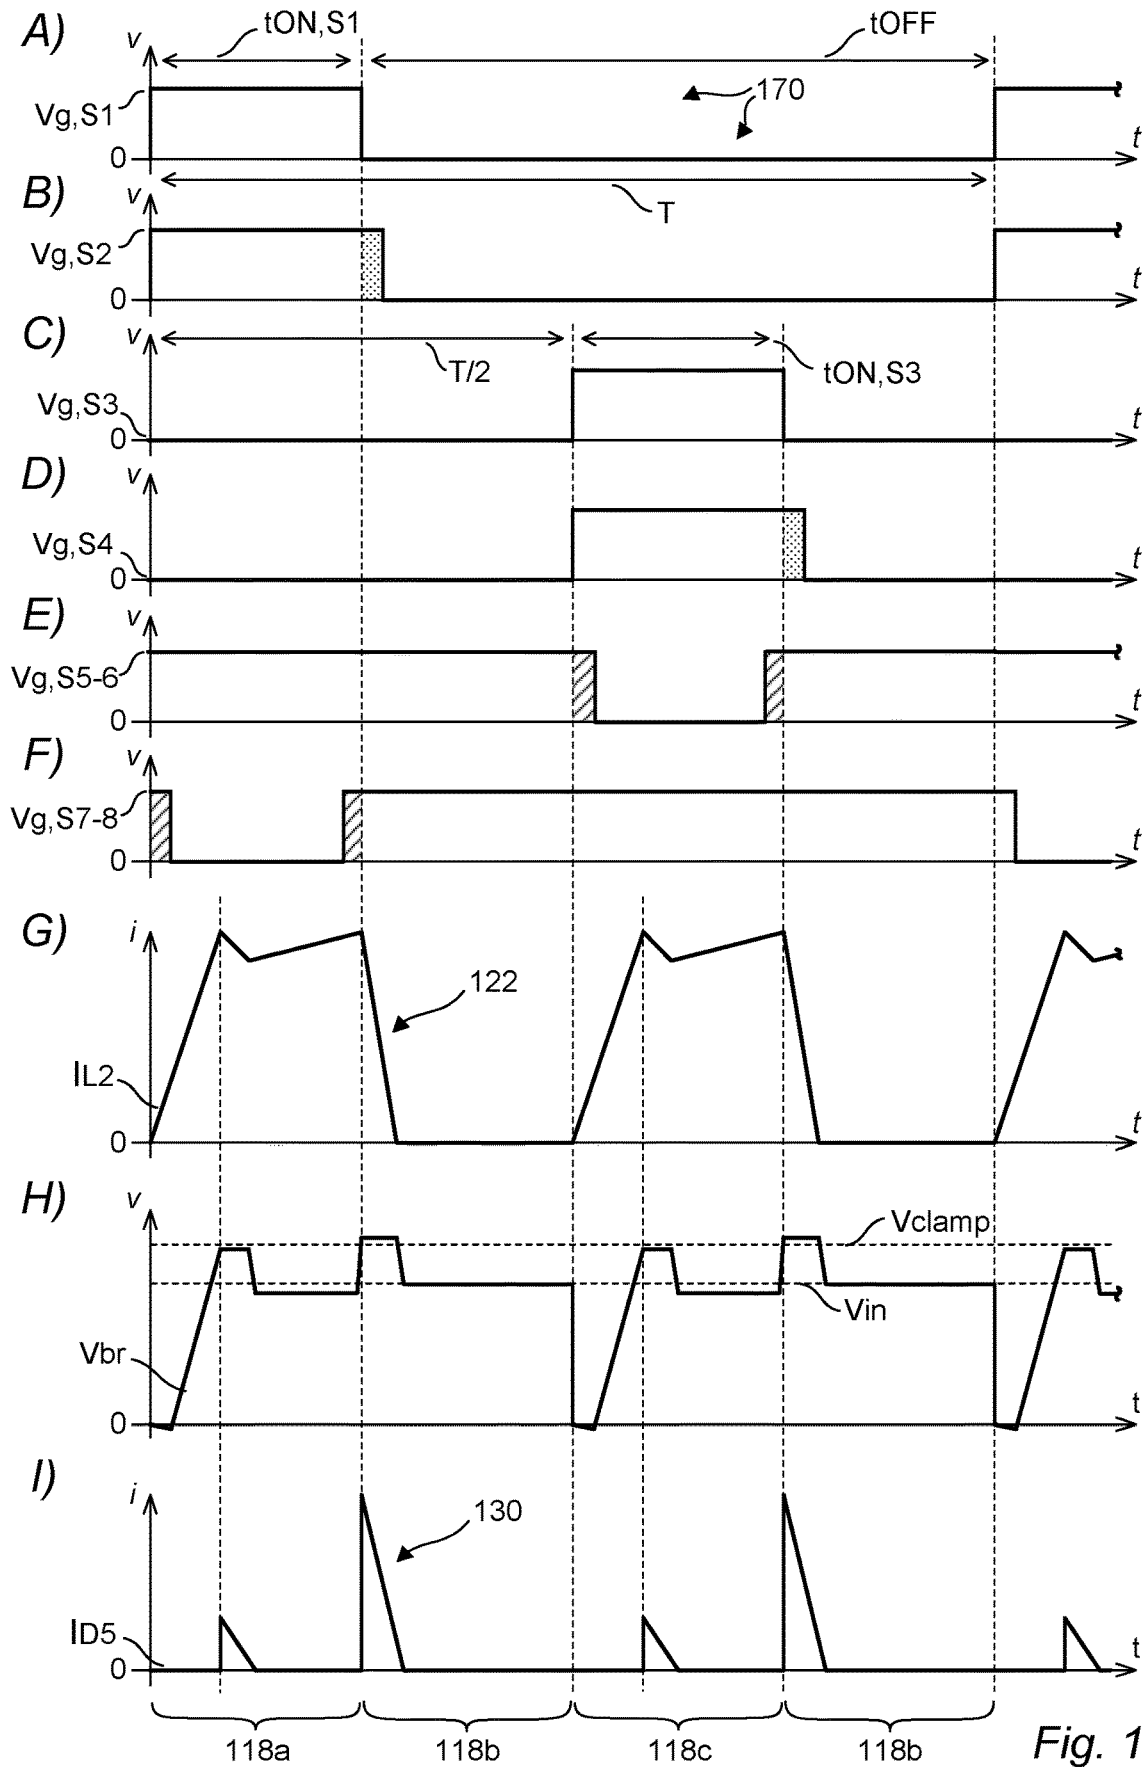 A)
v
tON,S1
tOFF
Vg,S1
170
0
t
B)
v
T
Vg,S2
0
t
C)
v
T/2
tON,S3
Vg,S3
0
t
D)
v
Vg,S4
0
t
E)
v
Vg,S5-6
0
t
F)
v
Vg,S7-8
0
t
G)
i
122
IL2
0
t
H)
v
Vclamp
Vin
Vbr
0
t
I)
i
130
ID5
0
t
118a
118b
118c
118b
Fig. 1